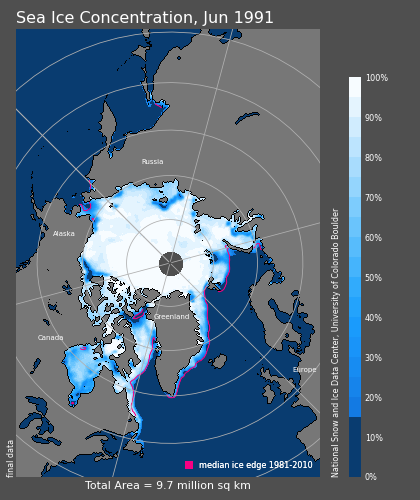 Sea Ice Concentration, Jun 1991
Russia
Alaska
Greenland
Canada
Europe
median ice edge 1981-2010
final data
Total Area = 9.7 million sq km
National Snow and Ice Data Center, University of Colorado Boulder
100%
90%
80%
70%
60%
50%
40%
30%
20%
10%
0%